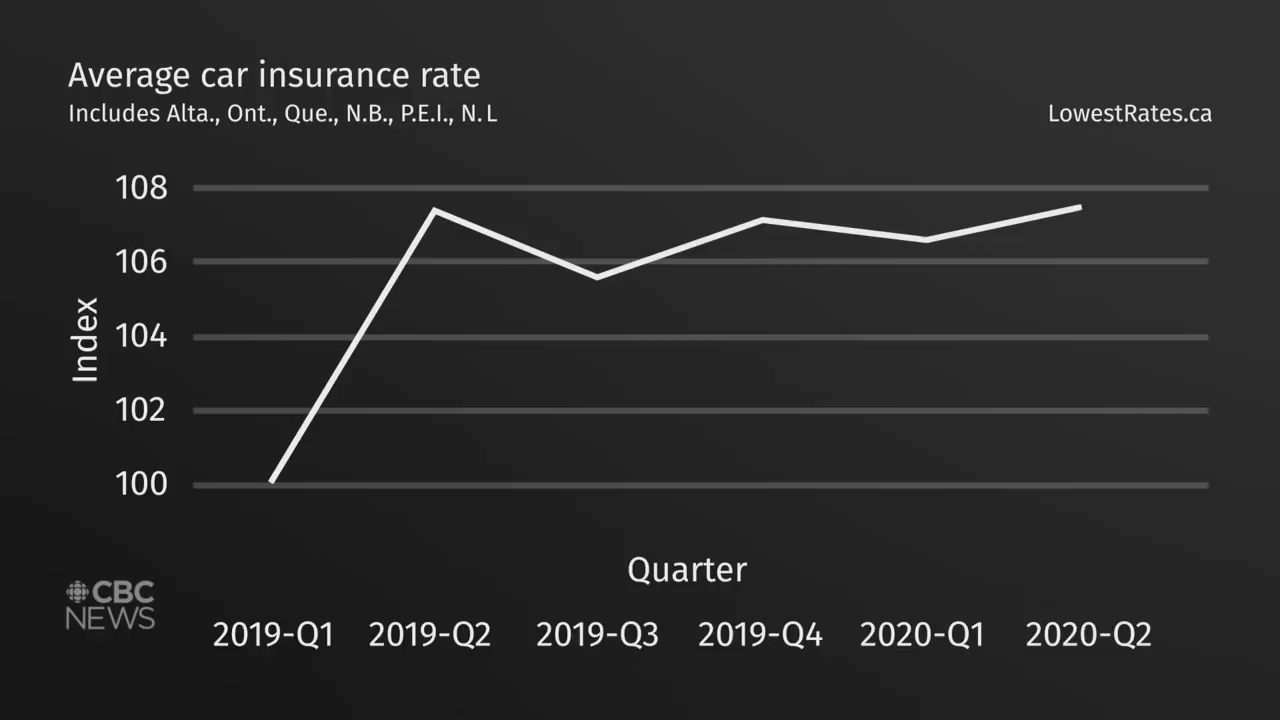 Average car insurance rate
Includes Alta., Ont., Que., N.B., P.E.I., N.L
LowestRates.ca
108
106
104
102
100
Index
Quarter
2019-Q1 2019-Q2 2019-Q3 2019-Q4 2020-Q1 2020-Q2
CBC
NEWS